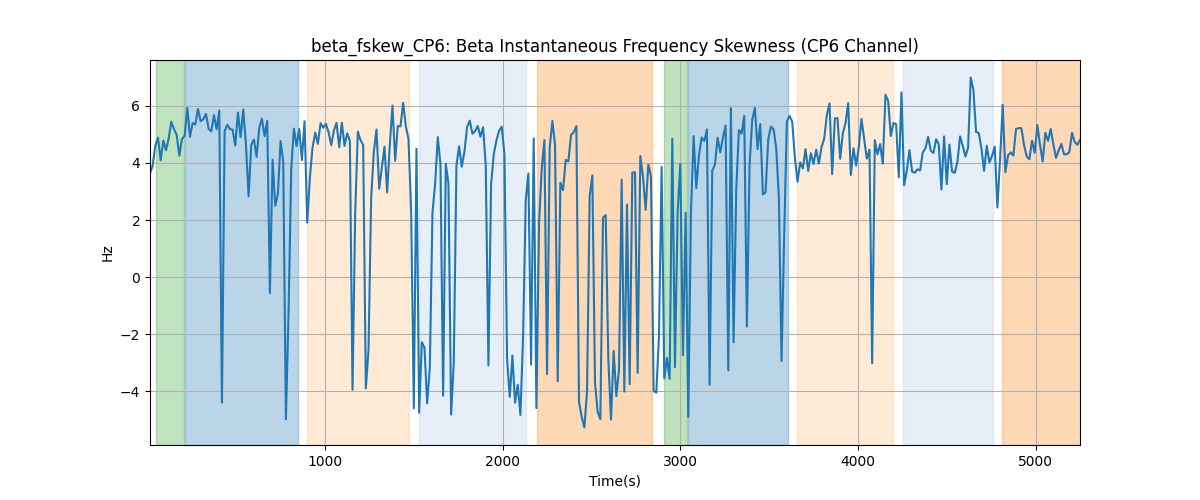 beta_fskew_CP6: Beta Instantaneous Frequency Skewness (CP6 Channel)
6
4
2
0
−2
−4
Hz
1000 2000 3000 4000 5000
Time(s)